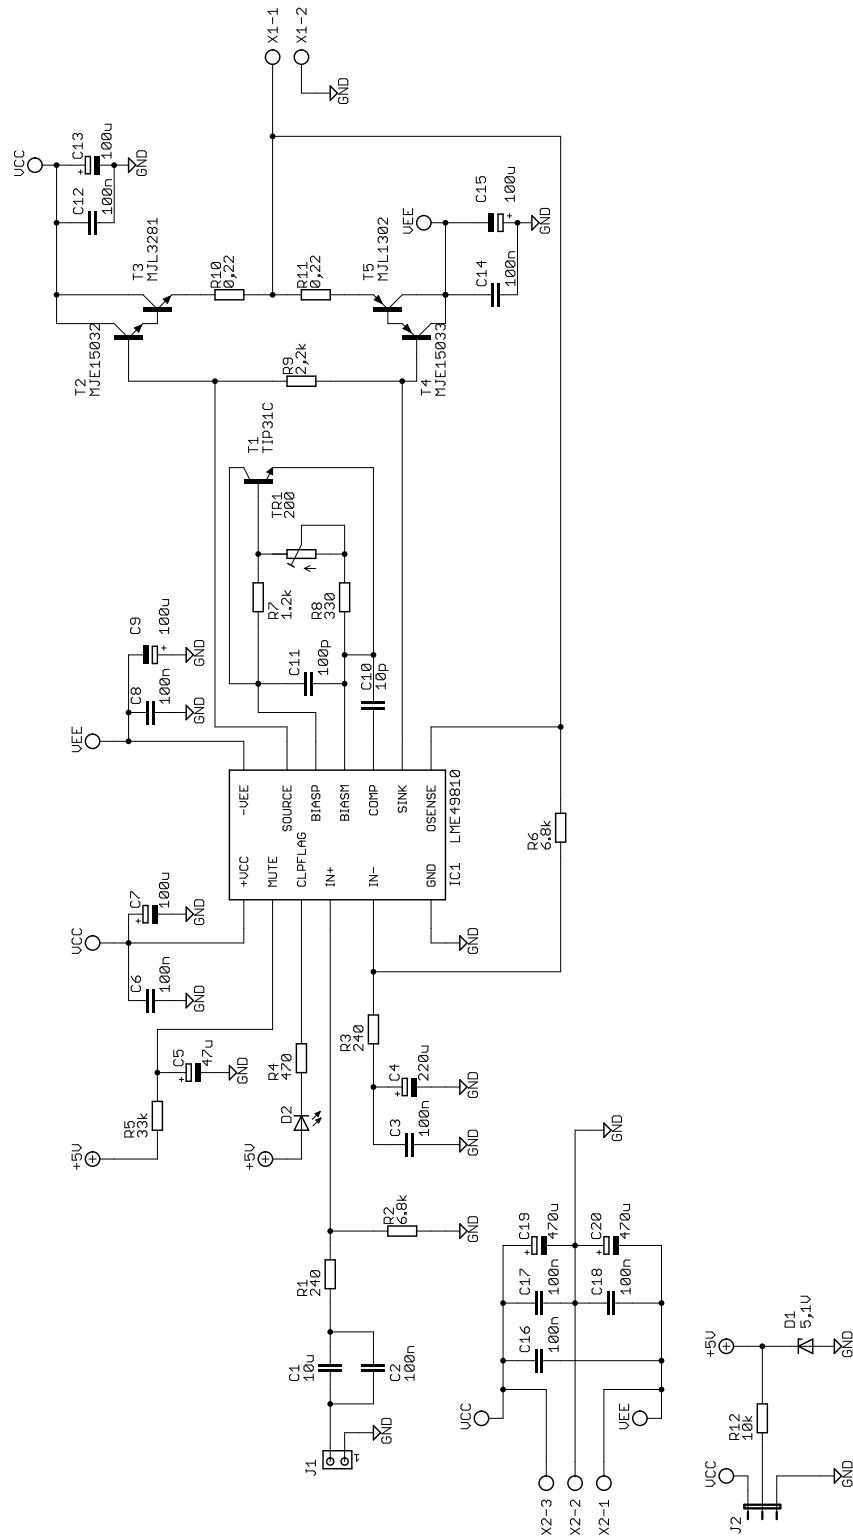 X1-1
X1-2
GND
VCC
C13
100u
C12
100n
GND
T3
MJL3281
T2
MJE15032
R10
0,22
R11
0,22
T5
MJL1302
T4
MJE15033
VEE
C15
100u
C14
100n
GND
R9
2,2k
T1
TIP31C
TR1
200
R7
1.2k
R8
330
C11
100p
C10
10p
C9
100u
GND
C8
100n
GND
VEE
-VEE
SOURCE
BIASP
BIASM
COMP
SINK
OSENSE
+VCC
MUTE
CLPFLAG
IN+
IN-
GND
IC1
LME49810
R6
6.8k
VCC
C7
100u
GND
C6
100n
GND
GND
C5
47u
GND
R5
33k
+5V
R4
470
D2
+5V
R3
240
C4
220u
GND
C3
100n
GND
R2
6.8k
GND
R1
240
C1
10u
C2
100n
J1
1
GND
GND
C19
470u
C20
470u
C17
100n
C18
100n
C16
100n
VCC
VEE
X2-3
X2-2
X2-1
+5V
D1
5,1V
GND
R12
10k
VCC
GND
J2